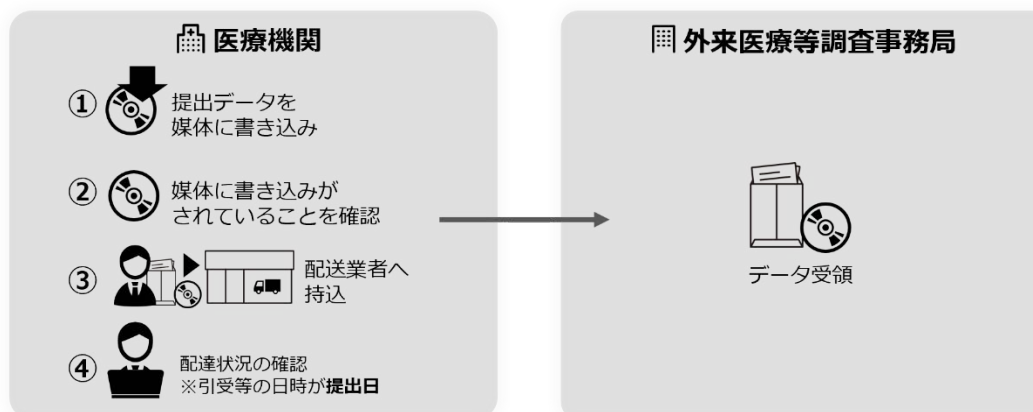 医療機関
① 提出データを
媒体に書き込み
② 媒体に書き込みが
されていることを確認
③ 配送業者へ
持込
④ 配達状況の確認
※引受等の日時が提出日
外来医療等調査事務局
データ受領